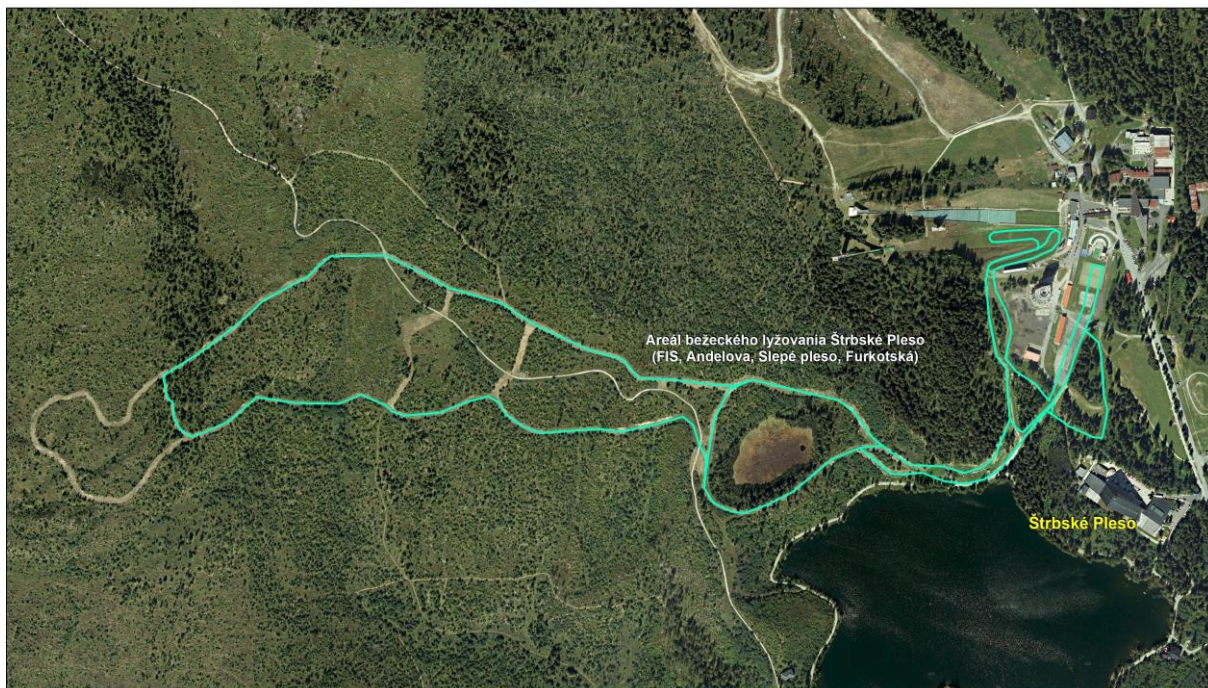 Areál bežeckého lyžovania Štrbské Pleso
(FIS, Andelova, Slepé pleso, Furkotská)
Štrbské Pleso